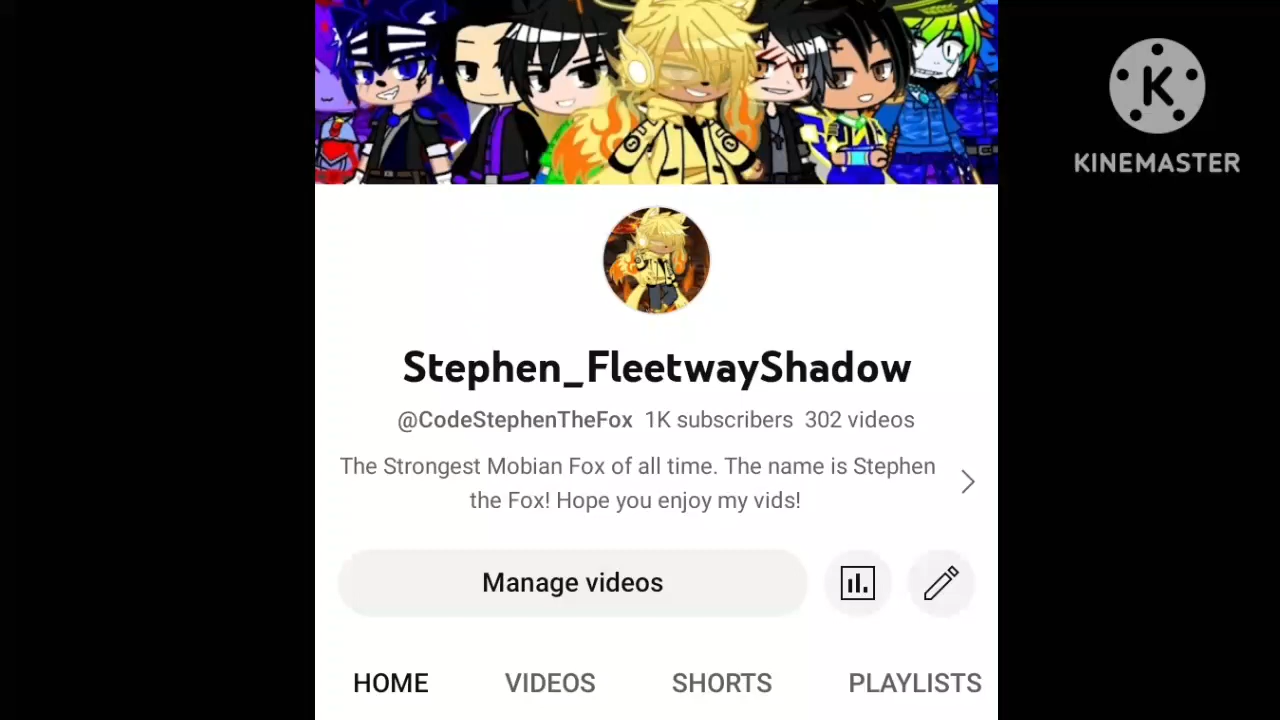 K
KINEMASTER
Stephen_FleetwayShadow
@CodeStephenTheFox 1K subscribers 302 videos
The Strongest Mobian Fox of all time. The name is Stephen
the Fox! Hope you enjoy my vids!
Manage videos
HOME VIDEOS SHORTS PLAYLISTS